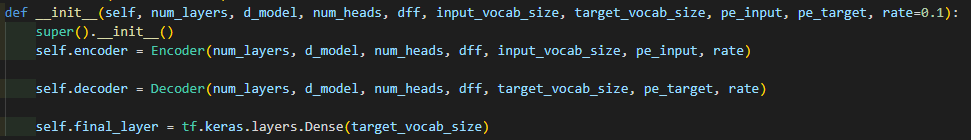 def __init__(self, num_layers, d_model, num_heads, dff, input_vocab_size, target_vocab_size, pe_input, pe_target, rate=0.1):
super().__init__()
self.encoder = Encoder(num_layers, d_model, num_heads, dff, input_vocab_size, pe_input, rate)
self.decoder = Decoder(num_layers, d_model, num_heads, dff, target_vocab_size, pe_target, rate)
self.final_layer = tf.keras.layers.Dense(target_vocab_size)